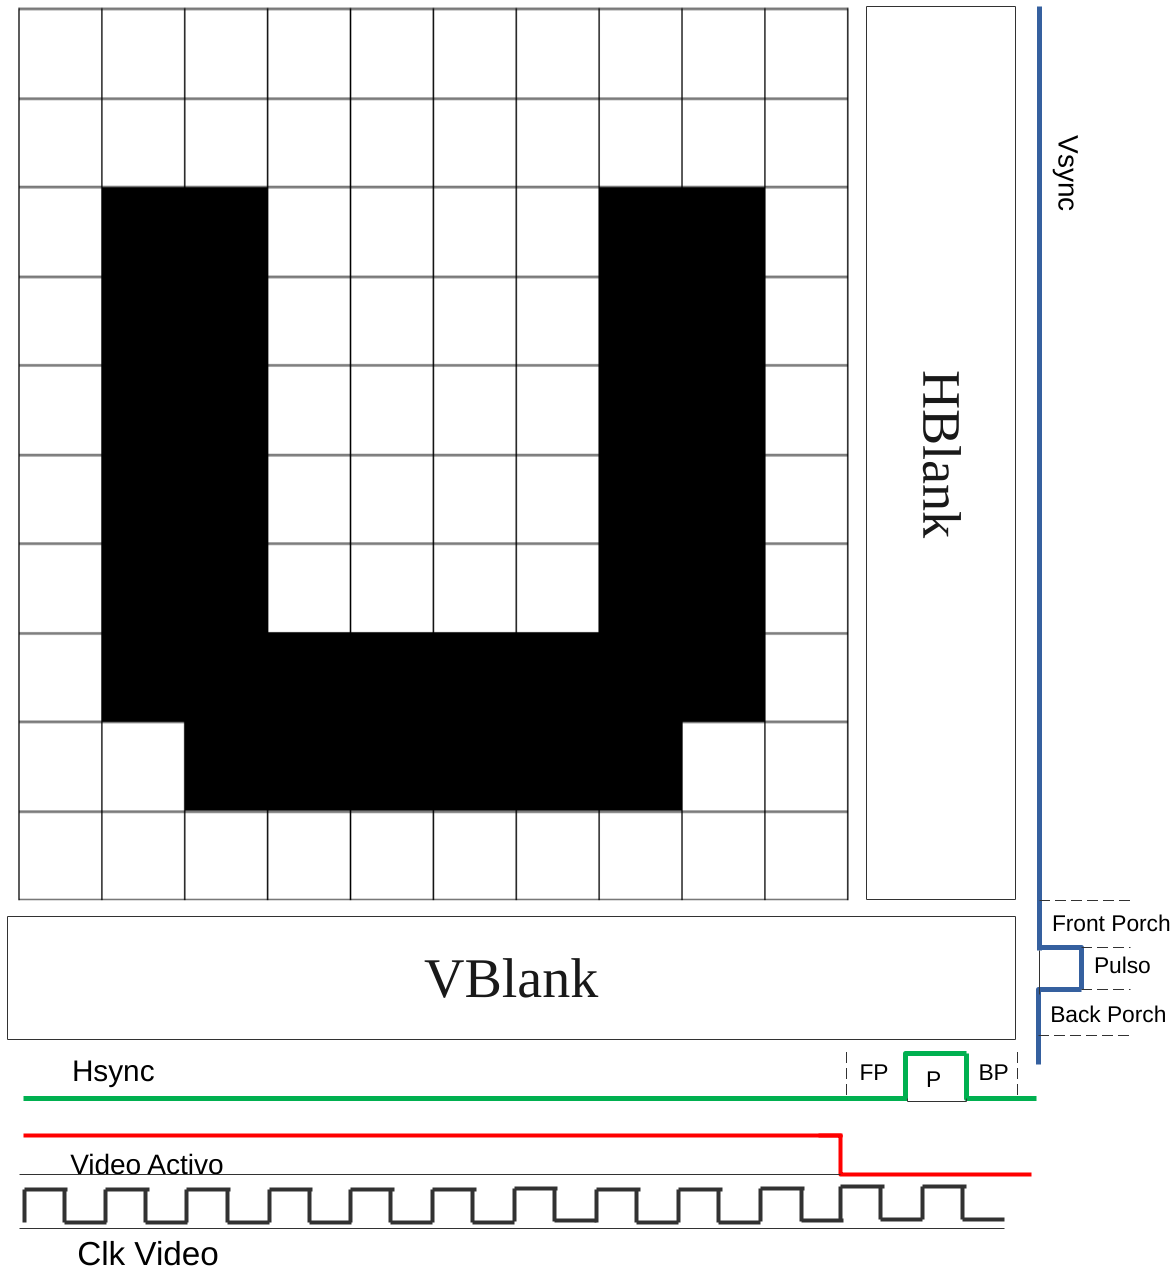 Vsync
HBlank
Front Porch
Pulso
VBlank
Back Porch
Hsync
FP
P
BP
Video Activo
Clk Video